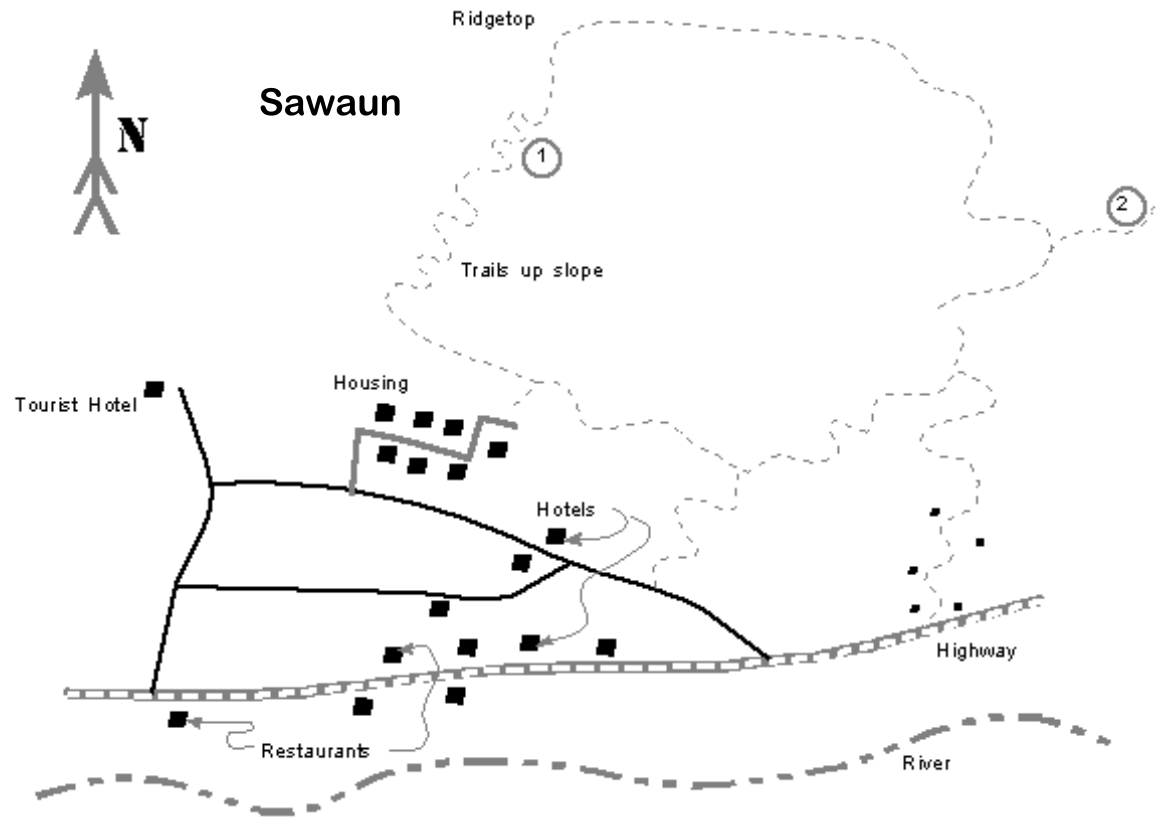 Ridgetop
Sawaun
N
1
2
Trails up slope
Housing
Tourist Hotel
Hotels
Highway
Restaurants
River